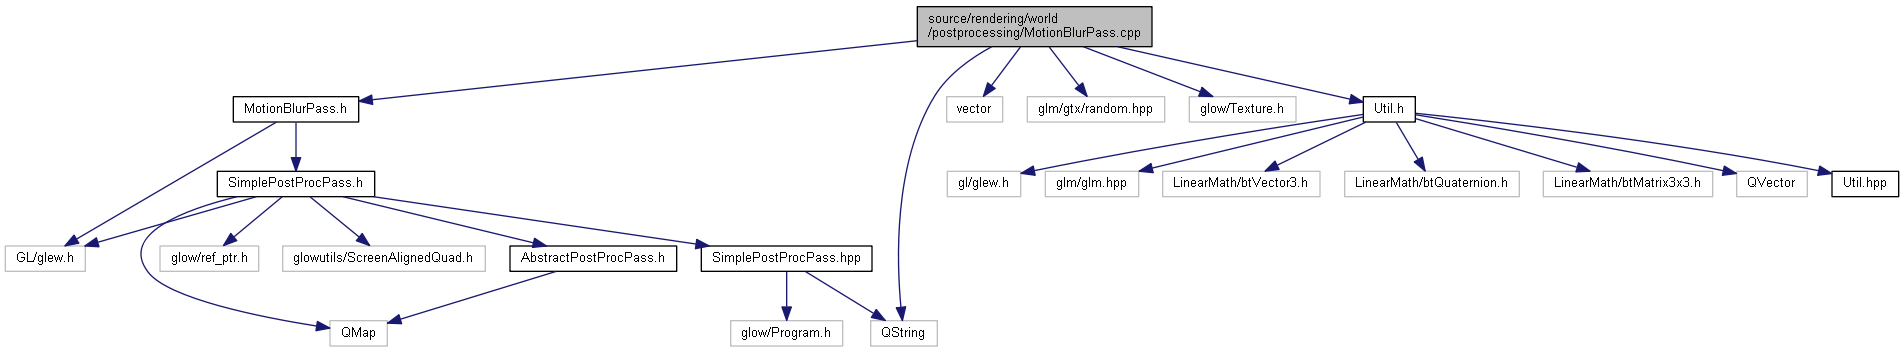 source/rendering/world
/postprocessing/MotionBlurPass.cpp
MotionBlurPass.h
vector
glm/gtx/random.hpp
glow/Texture.h
Util.h
SimplePostProcPass.h
gl/glew.h
glm/glm.hpp
LinearMath/btVector3.h
LinearMath/btQuaternion.h
LinearMath/btMatrix3x3.h
QVector
Util.hpp
GL/glew.h
glow/ref_ptr.h
glowutils/ScreenAlignedQuad.h
AbstractPostProcPass.h
SimplePostProcPass.hpp
QMap
glow/Program.h
QString